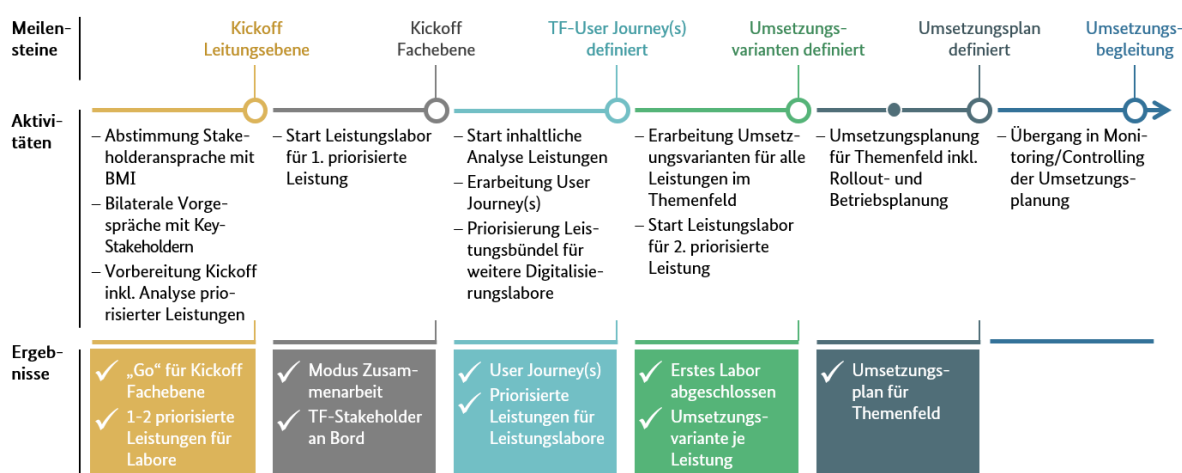 Meilen-
steine
Kickoff
Leitungsebene
Kickoff
Fachebene
TF-User Journey(s)
definiert
Umsetzungs-
varianten definiert
Umsetzungsplan
definiert
Umsetzungs-
begleitung
Aktivi-
täten
– Abstimmung Stake-
holderansprache mit
BMI
– Bilaterale Vorge-
spräche mit Key-
Stakeholdern
– Vorbereitung Kickoff
inkl. Analyse prio-
risierter Leistungen
– Start Leistungslabor
für 1. priorisierte
Leistung
– Start inhaltliche
Analyse Leistungen
– Erarbeitung User
Journey(s)
– Priorisierung Leis-
tungsbündel für
weitere Digitalisie-
rungslabore
– Erarbeitung Umsetz-
zungsvarianten für alle
Leistungen im
Themenfeld
– Start Leistungslabor
für 2. priorisierte
Leistung
– Umsetzungsplanung
für Themenfeld inkl.
Rollout- und
Betriebsplanung
– Übergang in Moni-
toring/Controlling
der Umsetzungs-
planung
Ergeb-
nisse
✓ „Go“ für Kickoff
Fachebene
✓ 1-2 priorisierte
Leistungen für
Labore
✓ Modus Zusam-
menarbeit
✓ TF-Stakeholder
an Bord
✓ User Journey(s)
✓ Priorisierte
Leistungen für
Leistungslabore
✓ Erstes Labor
abgeschlossen
✓ Umsetzungs-
variante je
Leistung
✓ Umsetzungs-
plan für
Themenfeld